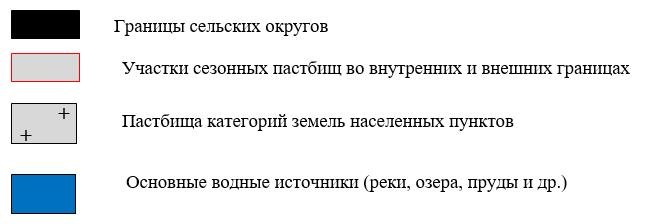 Границы сельских округов
Участки сезонных пастбищ во внутренних и внешних границах
Пастбища категорий земель населенных пунктов
Основные водные источники (реки, озера, пруды и др.)